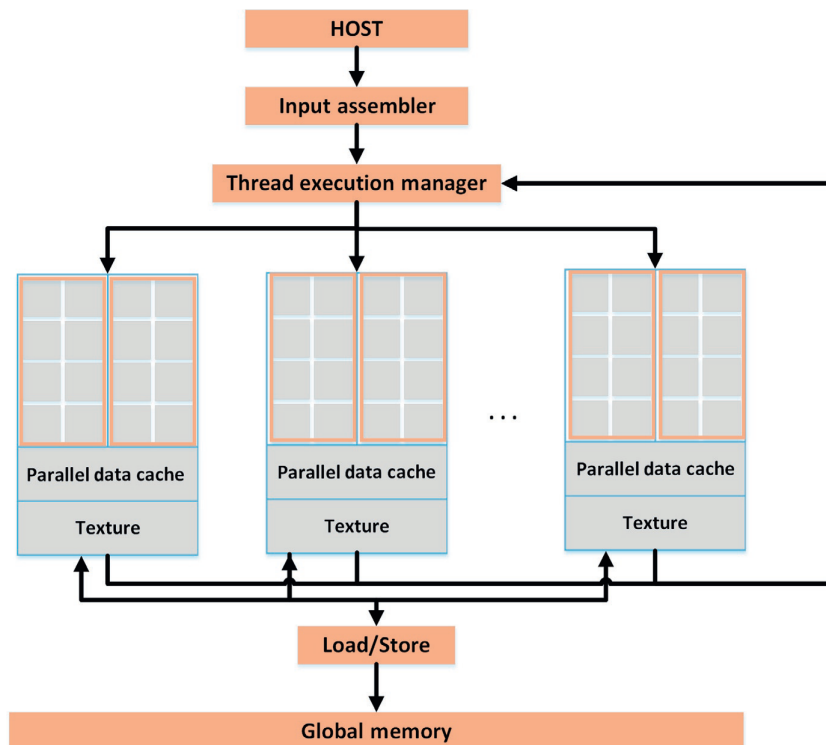 HOST
Input assembler
Thread execution manager
...
Parallel data cache
Texture
Parallel data cache
Texture
Parallel data cache
Texture
Load/Store
Global memory